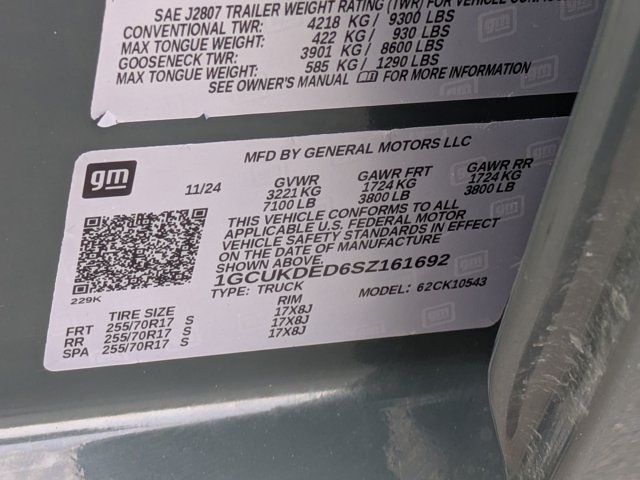 SAE J2807 TRAILER WEIGHT RATING (TWR) FOR VEHICLE
CONVENTIONAL TWR: 4218 KG / 9300 LBS
MAX TONGUE WEIGHT: 422 KG / 930 LBS
GOOSENECK TWR: 3901 KG / 8600 LBS
MAX TONGUE WEIGHT: 585 KG / 1290 LBS
SEE OWNER'S MANUAL gm FOR MORE INFORMATION
gm
MFD BY GENERAL MOTORS LLC
11/24 GVWR GAWR FRT GAWR RR
3221 KG 1724 KG 1724 KG
7100 LB 3800 LB 3800 LB
THIS VEHICLE CONFORMS TO ALL
APPLICABLE U.S. FEDERAL MOTOR
VEHICLE SAFETY STANDARDS IN EFFECT
ON THE DATE OF MANUFACTURE
SHOWN ABOVE.
1GCUKDED6SZ161692
229K
TYPE: TRUCK MODEL: 62CK10543
TIRE SIZE RIM
FRT 255/70R17 S 17X8J
RR 255/70R17 S 17X8J
SPA 255/70R17 S 17X8J